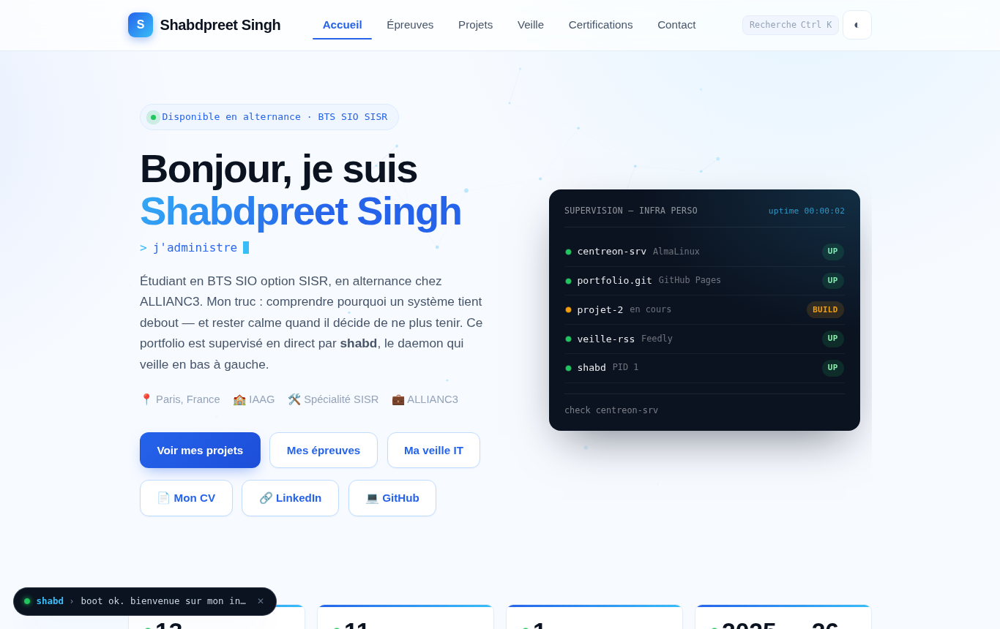 S Shabdpreet Singh Accueil Épreuves Projets Veille Certifications Contact Recherche Ctrl K
Disponible en alternance · BTS SIO SISR
Bonjour, je suis
Shabdpreet Singh
> j'administre
Étudiant en BTS SIO option SISR, en alternance chez
ALLIANC3. Mon truc : comprendre pourquoi un système tient
debout — et rester calme quand il décide de ne plus tenir. Ce
portfolio est supervisé en direct par shabd, le daemon qui
veille en bas à gauche.
📍 Paris, France 🏫 IAAG 🛠️ Spécialité SISR 💼 ALLIANC3
Voir mes projets Mes épreuves Ma veille IT
📄 Mon CV 🔗 LinkedIn 💻 GitHub
SUPERVISION — INFRA PERSO uptime 00:00:02
centreon-srv AlmaLinux UP
portfolio.git GitHub Pages UP
projet-2 en cours BUILD
veille-rss Feedly UP
shabd PID 1 UP
check centreon-srv
shabd › boot ok. bienvenue sur mon in… ✕